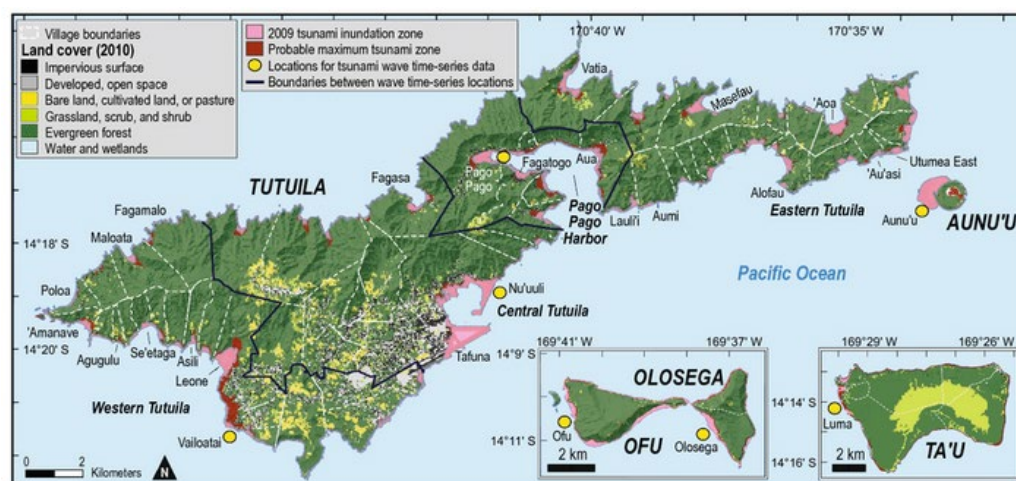 Village boundaries
Land cover (2010)
Impervious surface
Developed, open space
Bare land, cultivated land, or pasture
Grassland, scrub, and shrub
Evergreen forest
Water and wetlands
2009 tsunami inundation zone
Probable maximum tsunami zone
Locations for tsunami wave time-series data
Boundaries between wave time-series locations
170°40' W
170°35' W
Vatia
Masefau
'Aoa
Fagatogo
Aua
Pago
Pago
Utumea East
'Au'asi
TUTUILA
Fagasa
Alofau
Pago
Pago
Harbor
Lauli'i
Aumi
Eastern Tutuila
Aunu'u
AUNU'U
Fagamalo
Maloata
14°18' S
Pacific Ocean
Poloa
Nu'uuli
Central Tutuila
'Amanave
Agugulu
Se'etaga
Asili
Leone
14°20' S
Tafuna
Western Tutuila
Vailoatai
0
2
Kilometers
N
169°41' W
169°37' W
14°9' S
OLOSEGA
Ofu
Olosega
14°11' S
OFU
2 km
169°29' W
169°26' W
14°14' S
Luma
14°16' S
2 km
TA'U